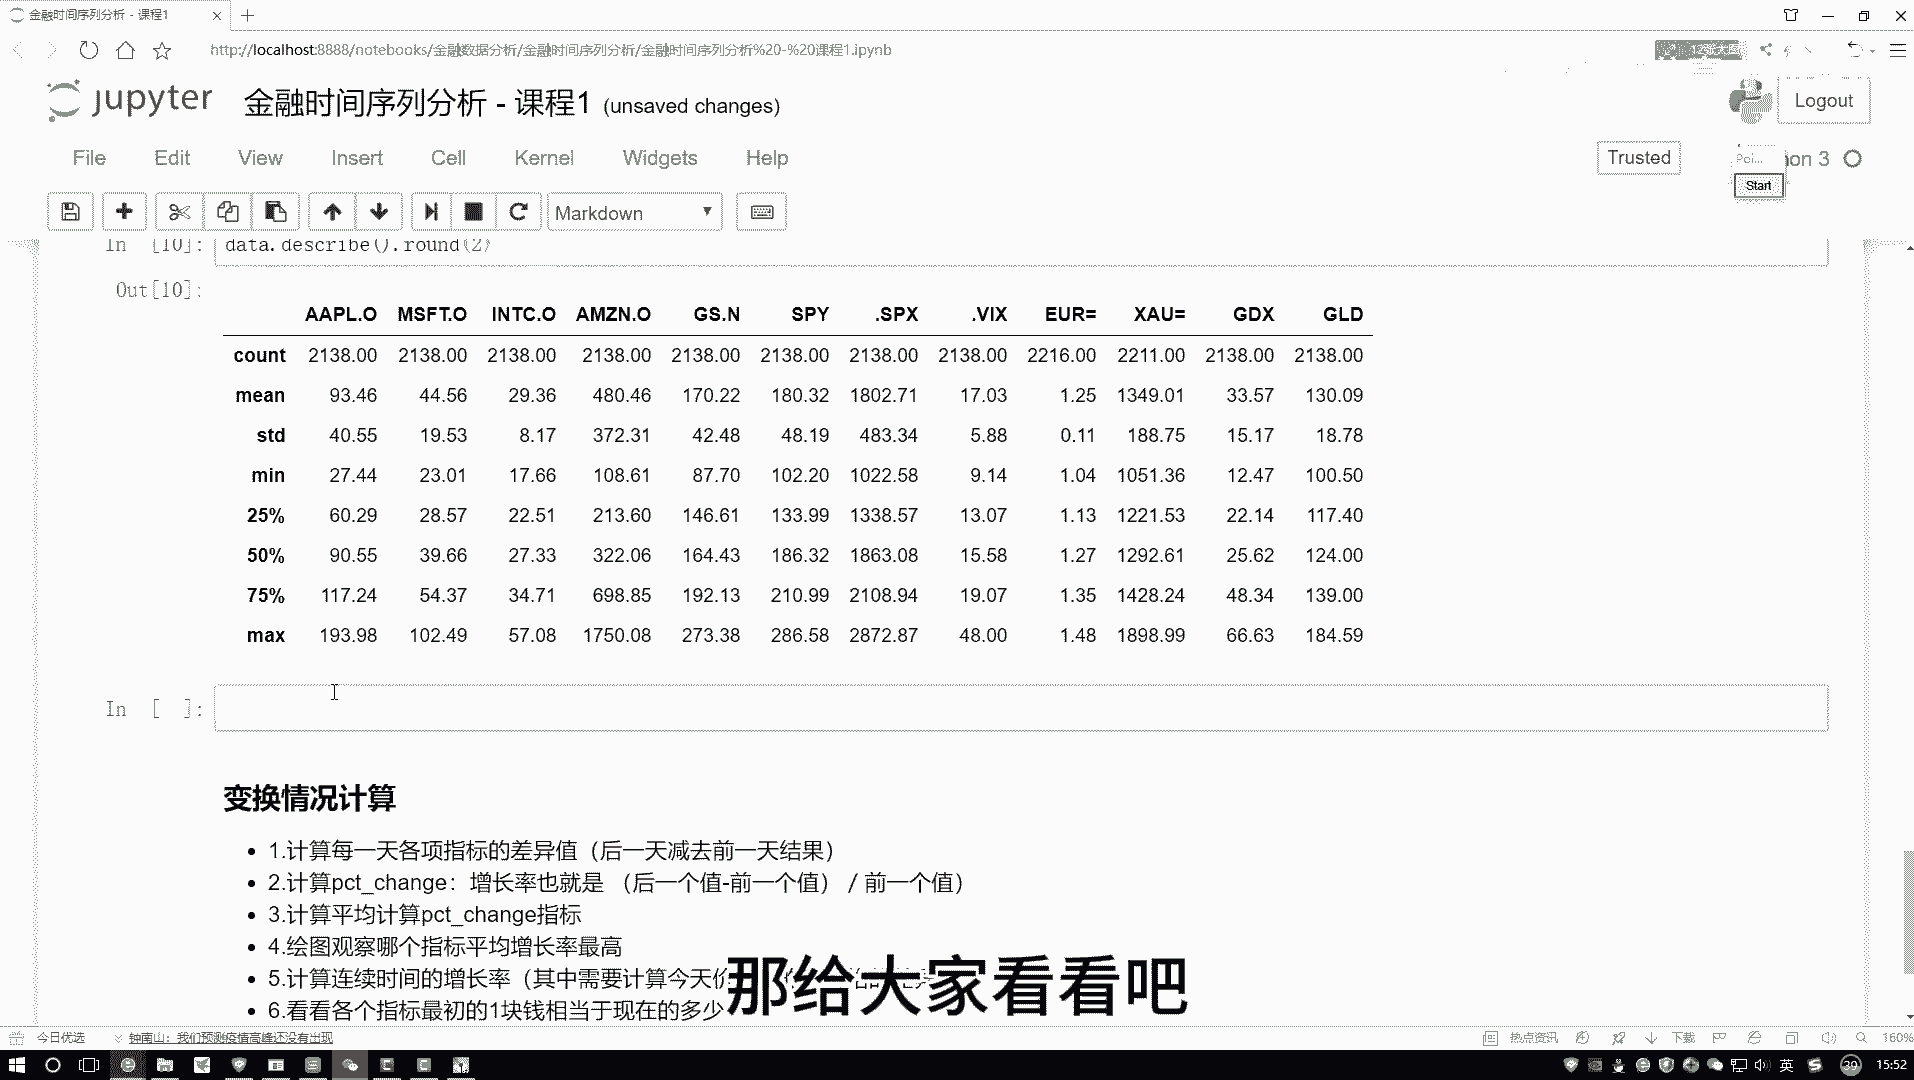 金融时间序列分析 - 课程1
http://localhost:8888/notebooks/金融数据分析/金融时间序列分析/金融时间序列分析%20-%20课程1.ipynb
jupyter 金融时间序列分析 - 课程1 (unsaved changes)
Logout
File Edit View Insert Cell Kernel Widgets Help
Trusted
Poi... hon 3
Start
Markdown
In [10]: data.describe().round(2)
Out[10]:
AAPL.O MSFT.O INTC.O AMZN.O GS.N SPY .SPX .VIX EUR= XAU= GDX GLD
count 2138.00 2138.00 2138.00 2138.00 2138.00 2138.00 2138.00 2138.00 2216.00 2211.00 2138.00 2138.00
mean 93.46 44.56 29.36 480.46 170.22 180.32 1802.71 17.03 1.25 1349.01 33.57 130.09
std 40.55 19.53 8.17 372.31 42.48 48.19 483.34 5.88 0.11 188.75 15.17 18.78
min 27.44 23.01 17.66 108.61 87.70 102.20 1022.58 9.14 1.04 1051.36 12.47 100.50
25% 60.29 28.57 22.51 213.60 146.61 133.99 1338.57 13.07 1.13 1221.53 22.14 117.40
50% 90.55 39.66 27.33 322.06 164.43 186.32 1863.08 15.58 1.27 1292.61 25.62 124.00
75% 117.24 54.37 34.71 698.85 192.13 210.99 2108.94 19.07 1.35 1428.24 48.34 139.00
max 193.98 102.49 57.08 1750.08 273.38 286.58 2872.87 48.00 1.48 1898.99 66.63 184.59
In [ ]:
变换情况计算
1.计算每一天各项指标的差异值（后一天减去前一天结果）
2.计算pct_change：增长率也就是 （后一个值-前一个值） / 前一个值）
3.计算平均计算pct_change指标
4.绘图观察哪个指标平均增长率最高
5.计算连续时间的增长率（其中需要计算今天价
6.看看各个指标最初的1块钱相当于现在的多少
那给大家看看吧
今日优选 钟南山：我们预测疫情高峰还没有出现
热点资讯 下载 160%
英 39 15:52